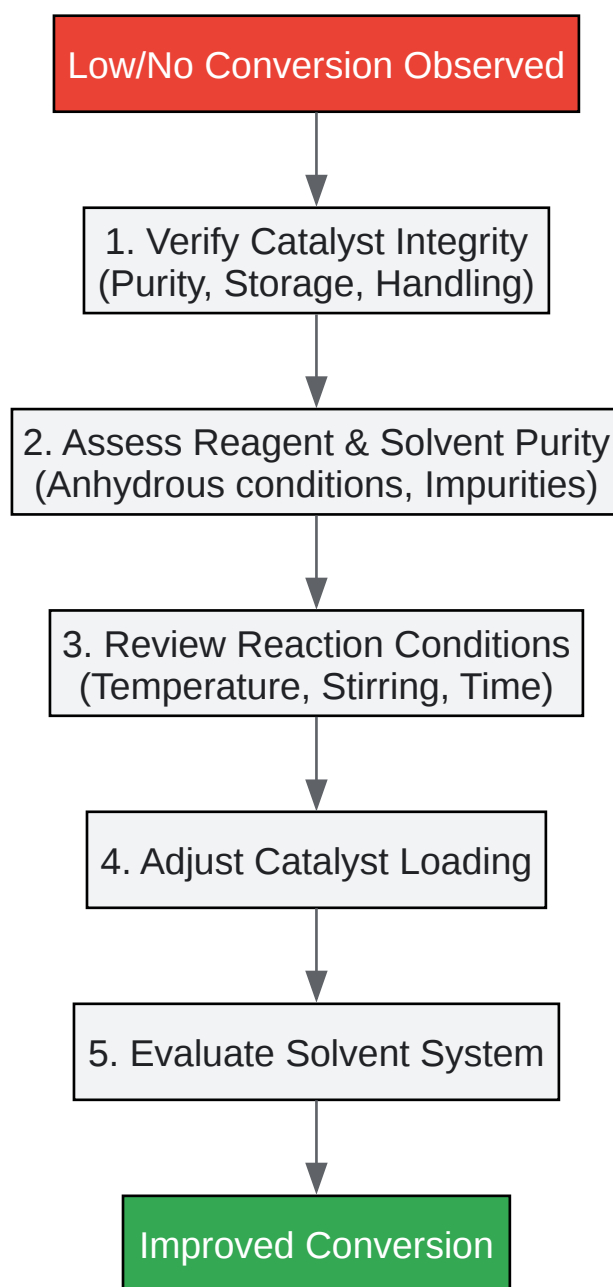 Low/No Conversion Observed
1. Verify Catalyst Integrity
(Purity, Storage, Handling)
2. Assess Reagent & Solvent Purity
(Anhydrous conditions, Impurities)
3. Review Reaction Conditions
(Temperature, Stirring, Time)
4. Adjust Catalyst Loading
5. Evaluate Solvent System
Improved Conversion